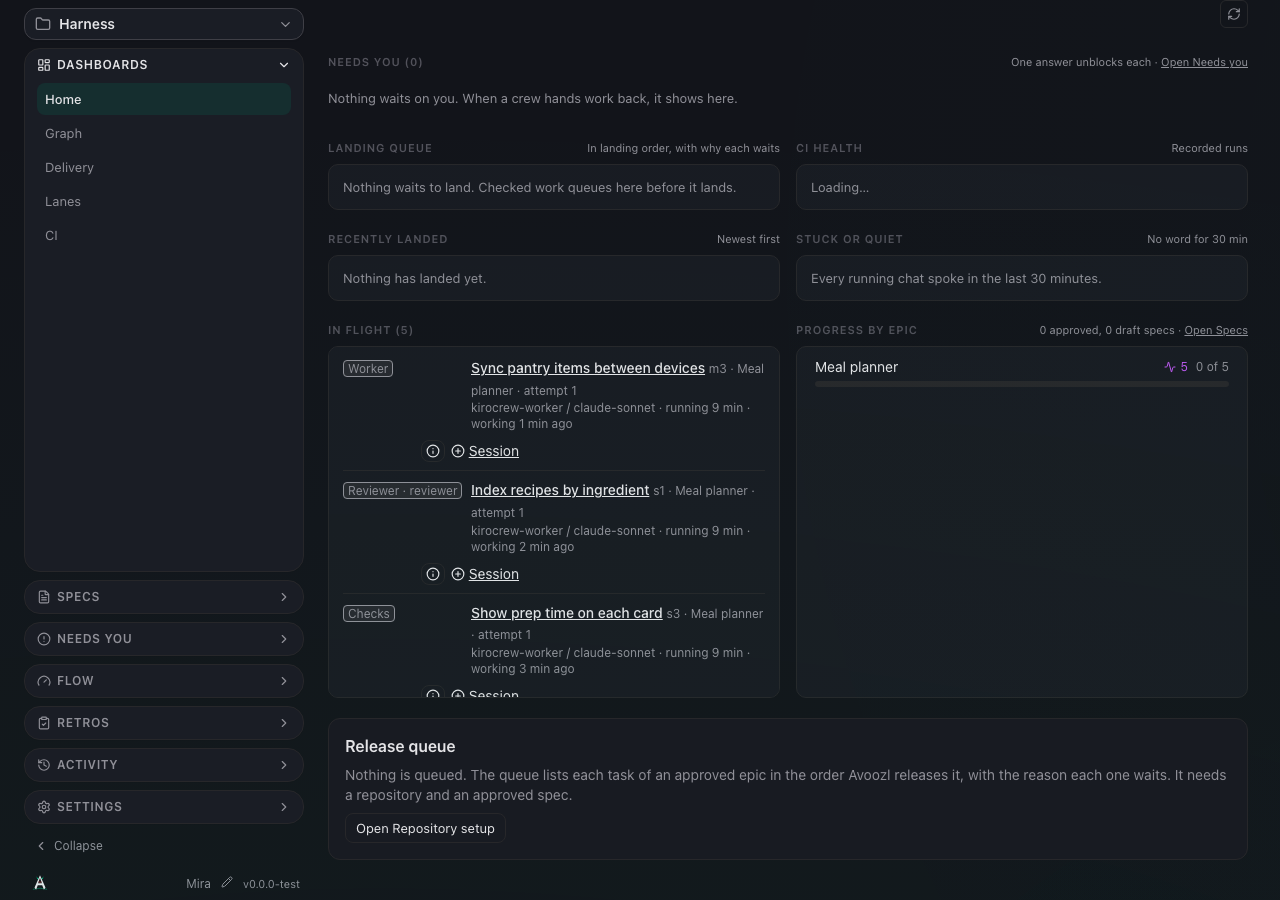 Harness
DASHBOARDS
Home
Graph
Delivery
Lanes
CI
SPECS
NEEDS YOU
FLOW
RETROS
ACTIVITY
SETTINGS
Collapse
Mira
v0.0.0-test
NEEDS YOU (0)
One answer unblocks each · Open Needs you
Nothing waits on you. When a crew hands work back, it shows here.
LANDING QUEUE
In landing order, with why each waits
Nothing waits to land. Checked work queues here before it lands.
CI HEALTH
Recorded runs
Loading...
RECENTLY LANDED
Newest first
Nothing has landed yet.
STUCK OR QUIET
No word for 30 min
Every running chat spoke in the last 30 minutes.
IN FLIGHT (5)
Worker
Sync pantry items between devices m3 · Meal
planner · attempt 1
kirocrew-worker / claude-sonnet · running 9 min ·
working 1 min ago
Session
Reviewer · reviewer
Index recipes by ingredient s1 · Meal planner ·
attempt 1
kirocrew-worker / claude-sonnet · running 9 min ·
working 2 min ago
Session
Checks
Show prep time on each card s3 · Meal planner
· attempt 1
kirocrew-worker / claude-sonnet · running 9 min ·
working 3 min ago
Session
PROGRESS BY EPIC
0 approved, 0 draft specs · Open Specs
Meal planner
5
0 of 5
Release queue
Nothing is queued. The queue lists each task of an approved epic in the order Avoozl releases it, with the reason each one waits. It needs
a repository and an approved spec.
Open Repository setup